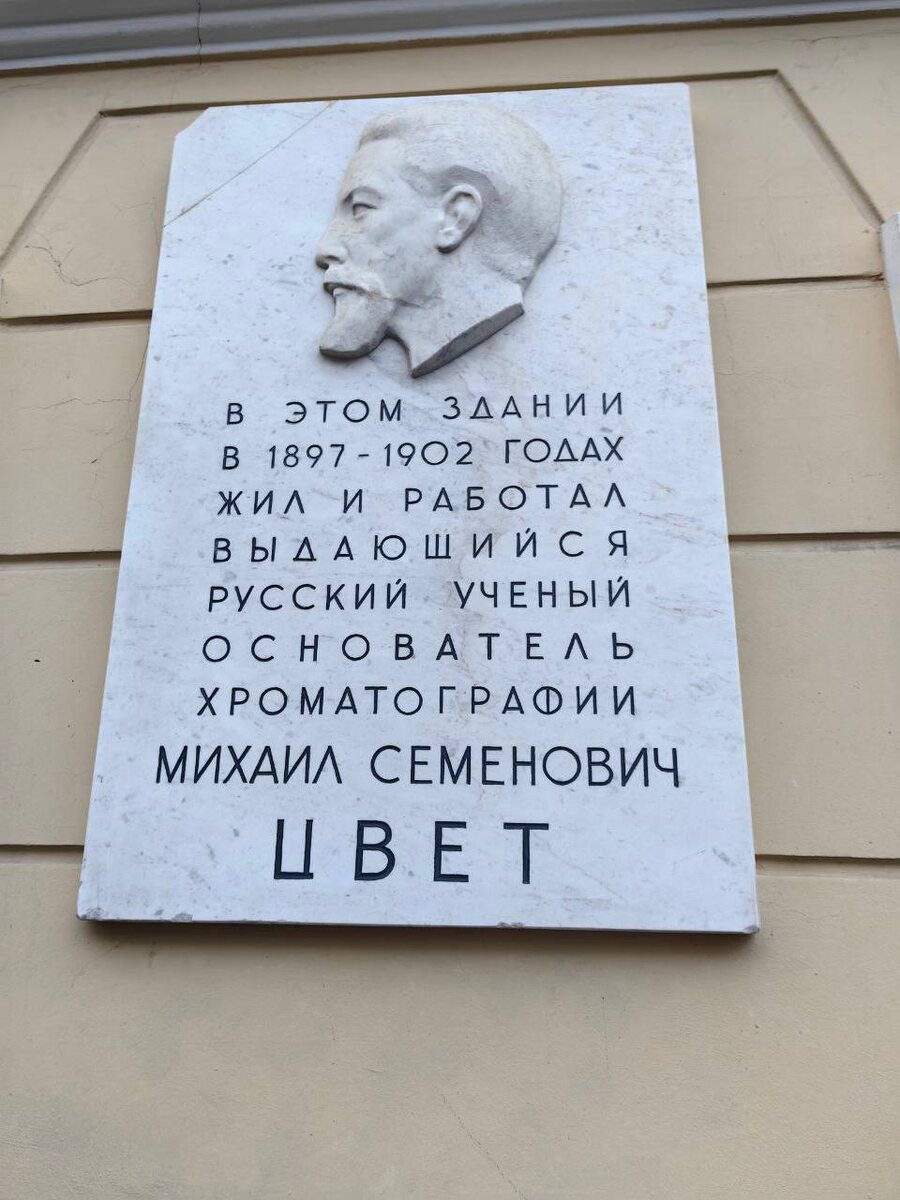 В ЭТОМ ЗДАНИИ
В 1897-1902 ГОДАХ
ЖИЛ И РАБОТАЛ
ВЫДАЮЩИЙСЯ
РУССКИЙ УЧЕНЫЙ
ОСНОВАТЕЛЬ
ХРОМАТОГРАФИИ
МИХАИЛ СЕМЕНОВИЧ
ЦВЕТ